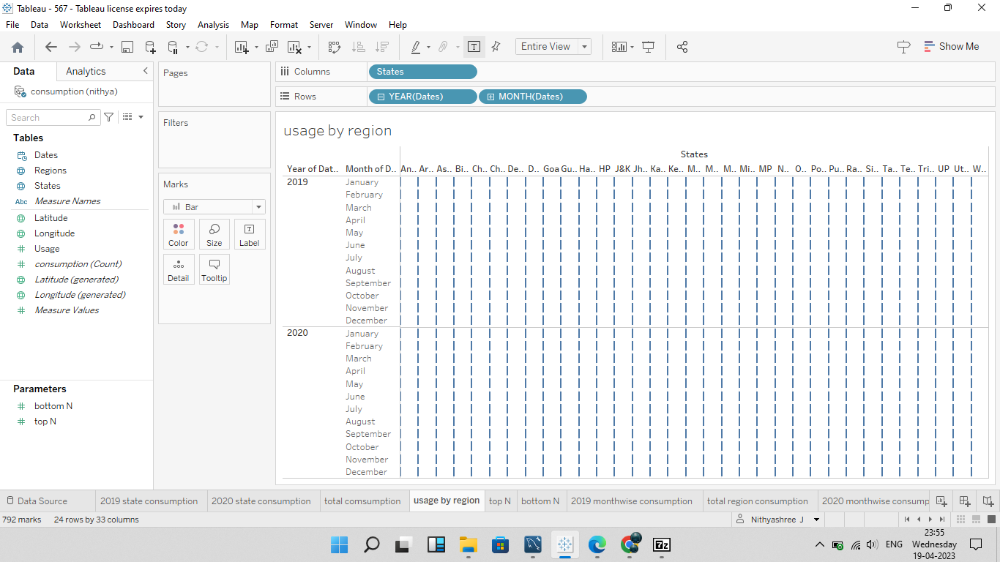 Tableau - 567 - Tableau license expires today
File Data Worksheet Dashboard Story Analysis Map Format Server Window Help
Entire View
Show Me
Data Analytics
consumption (nithya)
Search
Tables
Dates
Regions
States
Abc Measure Names
Latitude
Longitude
Usage
consumption (Count)
Latitude (generated)
Longitude (generated)
Measure Values
Parameters
bottom N
top N
Pages
Filters
Marks
Bar
Color Size Label
Detail Tooltip
Columns States
Rows YEAR(Dates) MONTH(Dates)
usage by region
States
Year of Dat.. Month of D.. An.. Ar.. As.. Bi.. Ch.. Ch.. De.. D.. Goa Gu.. Ha.. HP J&K Jh.. Ka.. Ke.. M.. M.. M.. Mi.. MP N.. O.. Po.. Pu.. Ra.. Si.. Ta.. Te.. Tri.. UP Ut.. W..
2019 January
February
March
April
May
June
July
August
September
October
November
December
2020 January
February
March
April
May
June
July
August
September
October
November
December
Data Source 2019 state consumption 2020 state consumption total comsumption usage by region top N bottom N 2019 monthwise consumption total region consumption 2020 monthwise consump
792 marks 24 rows by 33 columns Nithyashree J
7z
ENG
23:55
Wednesday
19-04-2023